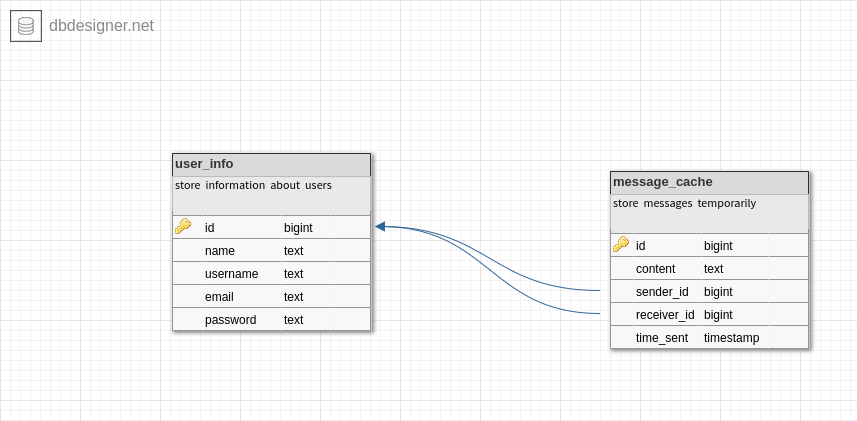 dbdesigner.net
user_info
store information about users
id bigint
name text
username text
email text
password text
message_cache
store messages temporarily
id bigint
content text
sender_id bigint
receiver_id bigint
time_sent timestamp